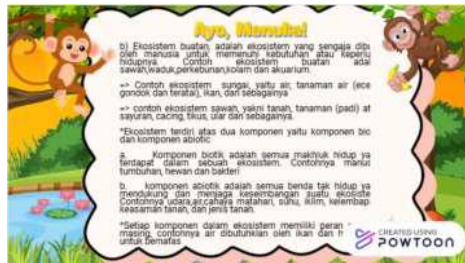 Ayo, Menulis!
b) Ekosistem buatan, adalah ekosistem yang sengaja dibi
oleh manusia untuk memenuhi kebutuhan atau keperlu
hidupnya. Contoh ekosistem buatan adal
sawah,waduk,perkebunan,kolam dan akuarium.
=> Contoh ekosistem sungai, yaitu air, tanaman air (ece
gondok dan teratai), ikan, dan sebagainya
=> contoh ekosistem sawah, yakni tanah, tanaman (padi) at
sayuran, cacing, tikus, ular dan sebagainya.
*Ekosistem terdiri atas dua komponen yaitu komponen bio
dan komponen abiotik
a. Komponen biotik adalah semua makhluk hidup ya
terdapat dalam sebuah ekosistem. Contohnya manus
tumbuhan, hewan dan bakteri
b. komponen abiotik adalah semua benda tak hidup ya
mendukung dan menjaga keseimbangan suatu ekosiste
Contohnya udara,air,cahaya matahari, suhu, iklim, kelembap
keasaman tanah, dan jenis tanah.
*Setiap komponen dalam ekosistem memiliki peran
masing, contohnya air dibutuhkan oleh ikan dan
untuk bernafas
CREATED USING
POWTOON